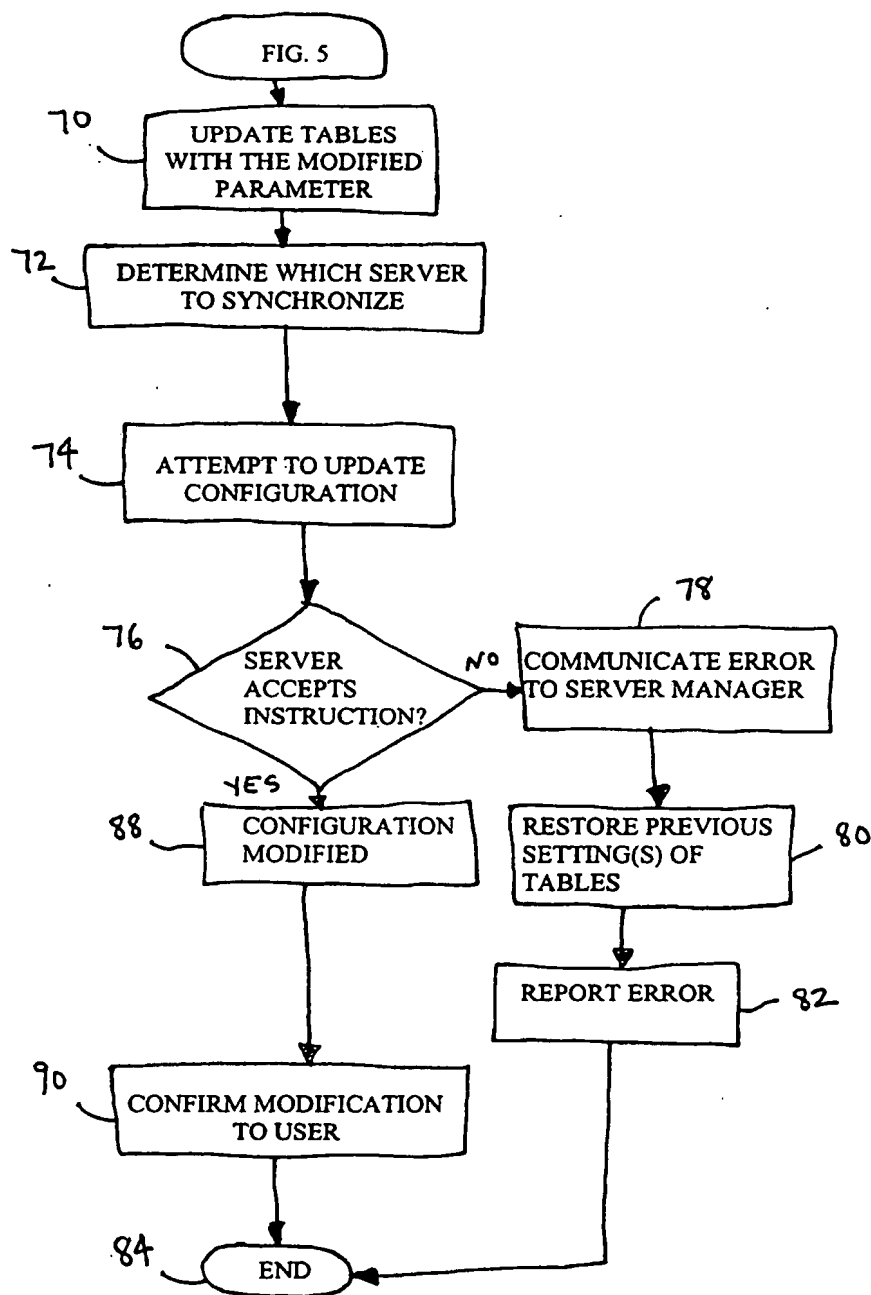 FIG. 5
70
UPDATE TABLES
WITH THE MODIFIED
PARAMETER
72
DETERMINE WHICH SERVER
TO SYNCHRONIZE
74
ATTEMPT TO UPDATE
CONFIGURATION
76
SERVER
ACCEPTS
INSTRUCTION?
NO
78
COMMUNICATE ERROR
TO SERVER MANAGER
YES
88
CONFIGURATION
MODIFIED
RESTORE PREVIOUS
SETTING(S) OF
TABLES
80
REPORT ERROR
82
90
CONFIRM MODIFICATION
TO USER
84
END